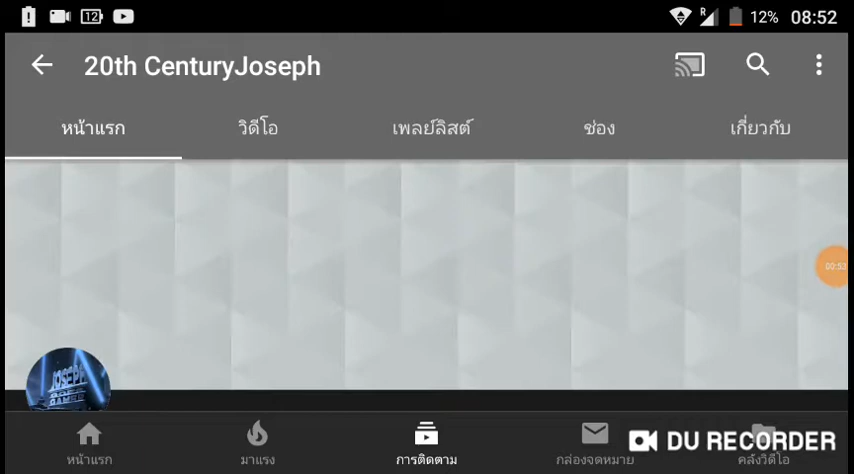 12 R 12% 08:52
20th CenturyJoseph
หน้าแรก วิดีโอ เพลย์ลิสต์ ช่อง เกี่ยวกับ
00:53
JOSEPH
หน้าแรก มาแรง การติดตาม กล่องจดหมาย คลังวิดีโอ
DU RECORDER